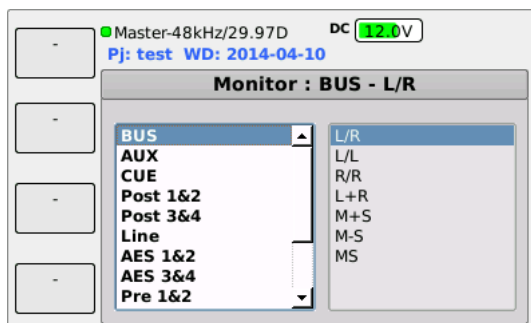 Master-48kHz/29.97D DC 12.0V
Pj: test WD: 2014-04-10
Monitor : BUS - L/R
-
-
-
-
BUS
AUX
CUE
Post 1&2
Post 3&4
Line
AES 1&2
AES 3&4
Pre 1&2
L/R
L/L
R/R
L+R
M+S
M-S
MS